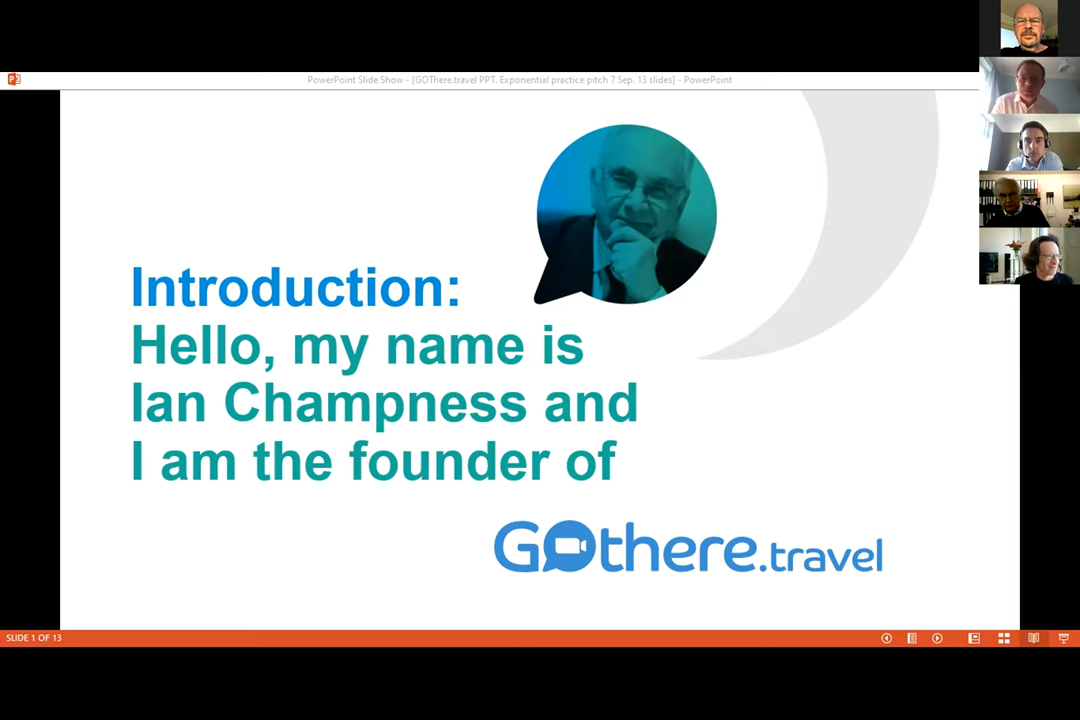 PowerPoint Slide Show - [GOThere.travel PPT. Exponential practice pitch 7 Sep. 13 slides] - PowerPoint
Introduction:
Hello, my name is
Ian Champness and
I am the founder of
GOthere.travel
SLIDE 1 OF 13